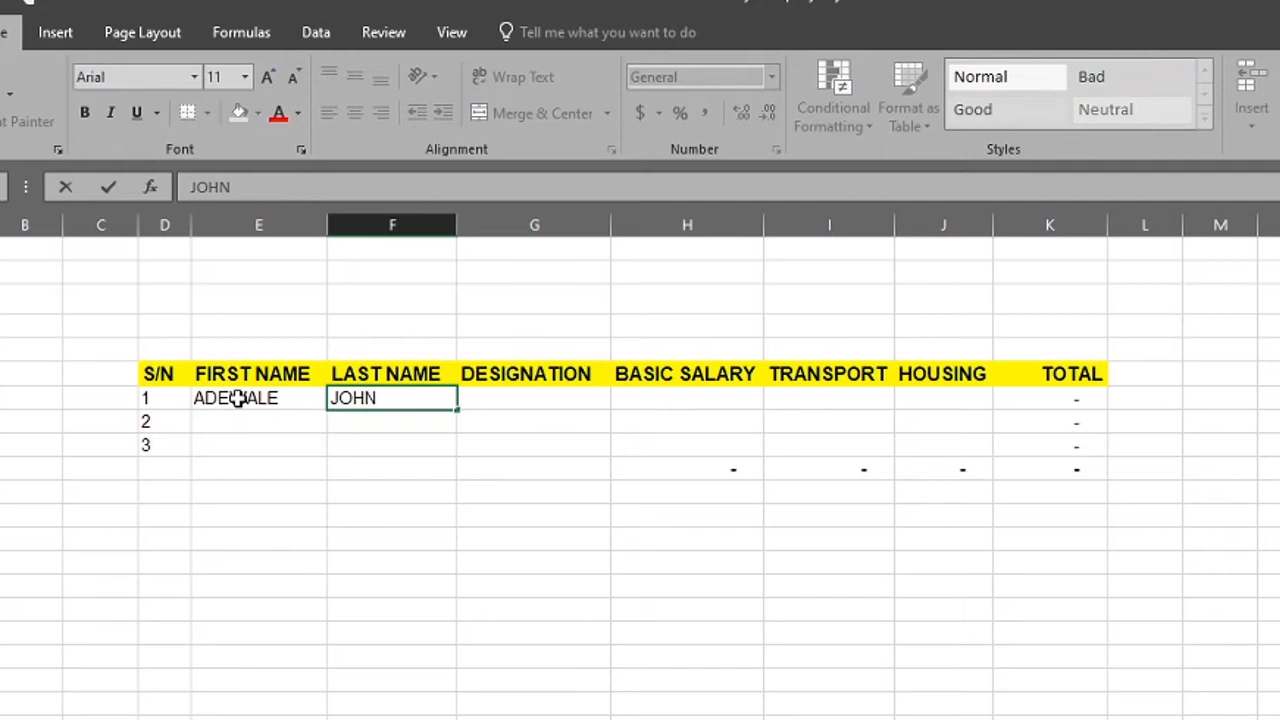 Insert Page Layout Formulas Data Review View Tell me what you want to do
Arial 11 Wrap Text General Normal Bad
B I U A Merge & Center $ % Conditional Formatting Format as Table Good Neutral Insert
Painter
Font Alignment Number Styles
fx JOHN
B C D E F G H I J K L M
S/N FIRST NAME LAST NAME DESIGNATION BASIC SALARY TRANSPORT HOUSING TOTAL
1 JOHN -
2 -
3 -
- - - -